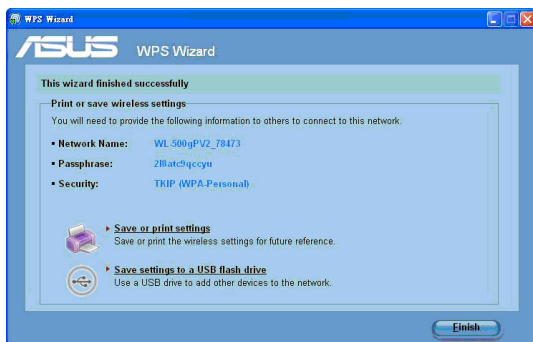 WPS Wizard
ASUS WPS Wizard
This wizard finished successfully
Print or save wireless settings
You will need to provide the following information to others to connect to this network.
▪ Network Name: WL-500gPV2_78473
▪ Passphrase: 2l8atc9qccyu
▪ Security: TKIP (WPA-Personal)
Save or print settings
Save or print the wireless settings for future reference.
Save settings to a USB flash drive
Use a USB drive to add other devices to the network.
Finish